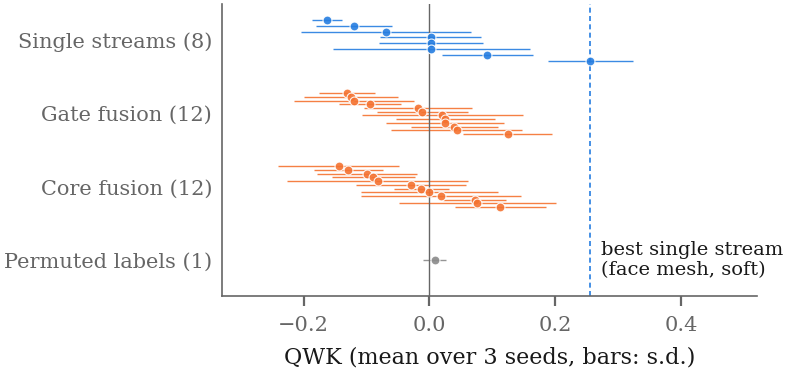 Single streams (8)
Gate fusion (12)
Core fusion (12)
Permuted labels (1)
best single stream
(face mesh, soft)
−0.2 0.0 0.2 0.4
QWK (mean over 3 seeds, bars: s.d.)